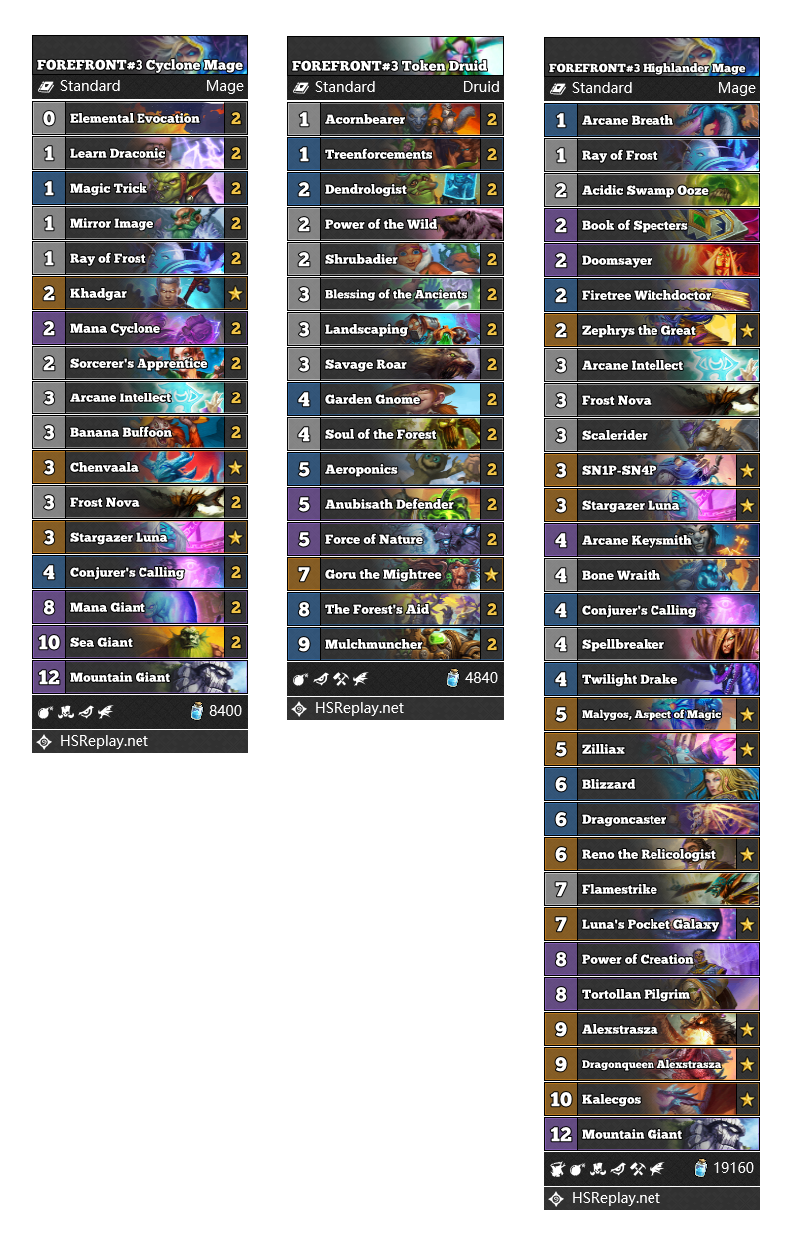 FOREFRONT#3 Cyclone Mage
Standard Mage
0 Elemental Evocation 2
1 Learn Draconic 2
1 Magic Trick 2
1 Mirror Image 2
1 Ray of Frost 2
2 Khadgar
2 Mana Cyclone 2
2 Sorcerer's Apprentice 2
3 Arcane Intellect 2
3 Banana Buffoon 2
3 Chenvaala
3 Frost Nova 2
3 Stargazer Luna
4 Conjurer's Calling 2
8 Mana Giant 2
10 Sea Giant 2
12 Mountain Giant
8400
HSReplay.net
FOREFRONT#3 Token Druid
Standard Druid
1 Acornbearer 2
1 Treenforcements 2
2 Dendrologist 2
2 Power of the Wild
2 Shrubadier 2
3 Blessing of the Ancients 2
3 Landscaping 2
3 Savage Roar 2
4 Garden Gnome 2
4 Soul of the Forest 2
5 Aeroponics 2
5 Anubisath Defender 2
5 Force of Nature 2
7 Goru the Mightree
8 The Forest's Aid 2
9 Mulchmuncher 2
4840
HSReplay.net
FOREFRONT#3 Highlander Mage
Standard Mage
1 Arcane Breath
1 Ray of Frost
2 Acidic Swamp Ooze
2 Book of Specters
2 Doomsayer
2 Firetree Witchdoctor
2 Zephrys the Great
3 Arcane Intellect
3 Frost Nova
3 Scalerider
3 SN1P-SN4P
3 Stargazer Luna
4 Arcane Keysmith
4 Bone Wraith
4 Conjurer's Calling
4 Spellbreaker
4 Twilight Drake
5 Malygos, Aspect of Magic
5 Zilliax
6 Blizzard
6 Dragoncaster
6 Reno the Relicologist
7 Flamestrike
7 Luna's Pocket Galaxy
8 Power of Creation
8 Tortollan Pilgrim
9 Alexstrasza
9 Dragonqueen Alexstrasza
10 Kalecgos
12 Mountain Giant
19160
HSReplay.net